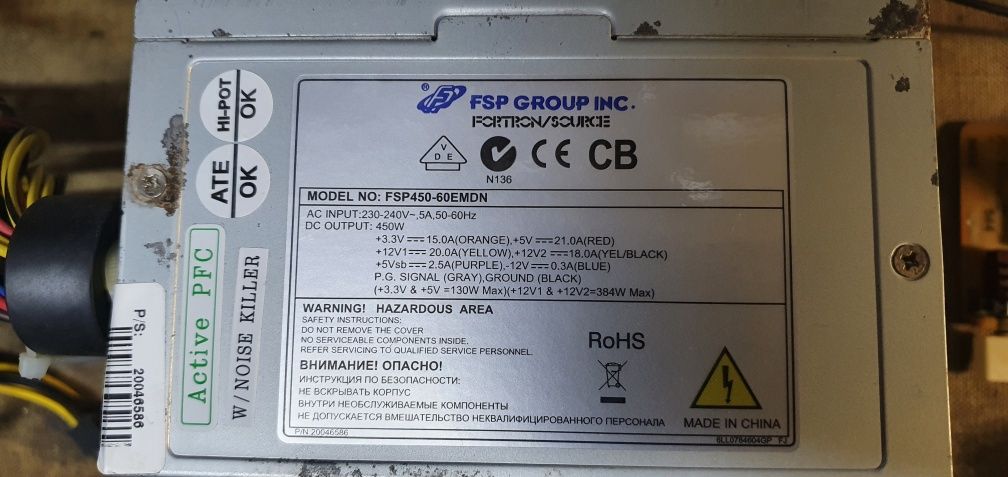 HI-POT
OK
ATE
OK
Active PFC
W/NOISE KILLER
P/S:
20046586
® FSP GROUP INC.
FORTRON/SOURCE
V
D E
N136
CE CB
MODEL NO: FSP450-60EMDN
AC INPUT:230-240V~,5A,50-60Hz
DC OUTPUT: 450W
+3.3V⎓15.0A(ORANGE),+5V⎓21.0A(RED)
+12V1⎓20.0A(YELLOW),+12V2⎓18.0A(YEL/BLACK)
+5Vsb⎓2.5A(PURPLE),-12V⎓0.3A(BLUE)
P.G. SIGNAL (GRAY),GROUND (BLACK)
(+3.3V & +5V =130W Max)(+12V1 & +12V2=384W Max)
WARNING! HAZARDOUS AREA
SAFETY INSTRUCTIONS:
DO NOT REMOVE THE COVER
NO SERVICEABLE COMPONENTS INSIDE.
REFER SERVICING TO QUALIFIED SERVICE PERSONNEL.
RoHS
ВНИМАНИЕ! ОПАСНО!
ИНСТРУКЦИЯ ПО БЕЗОПАСНОСТИ:
НЕ ВСКРЫВАТЬ КОРПУС
ВНУТРИ НЕОБСЛУЖИВАЕМЫЕ КОМПОНЕНТЫ
НЕ ДОПУСКАЕТСЯ ВМЕШАТЕЛЬСТВО НЕКВАЛИФИЦИРОВАННОГО ПЕРСОНАЛА
MADE IN CHINA
P/N 20046586
6LL0784604GP FJ